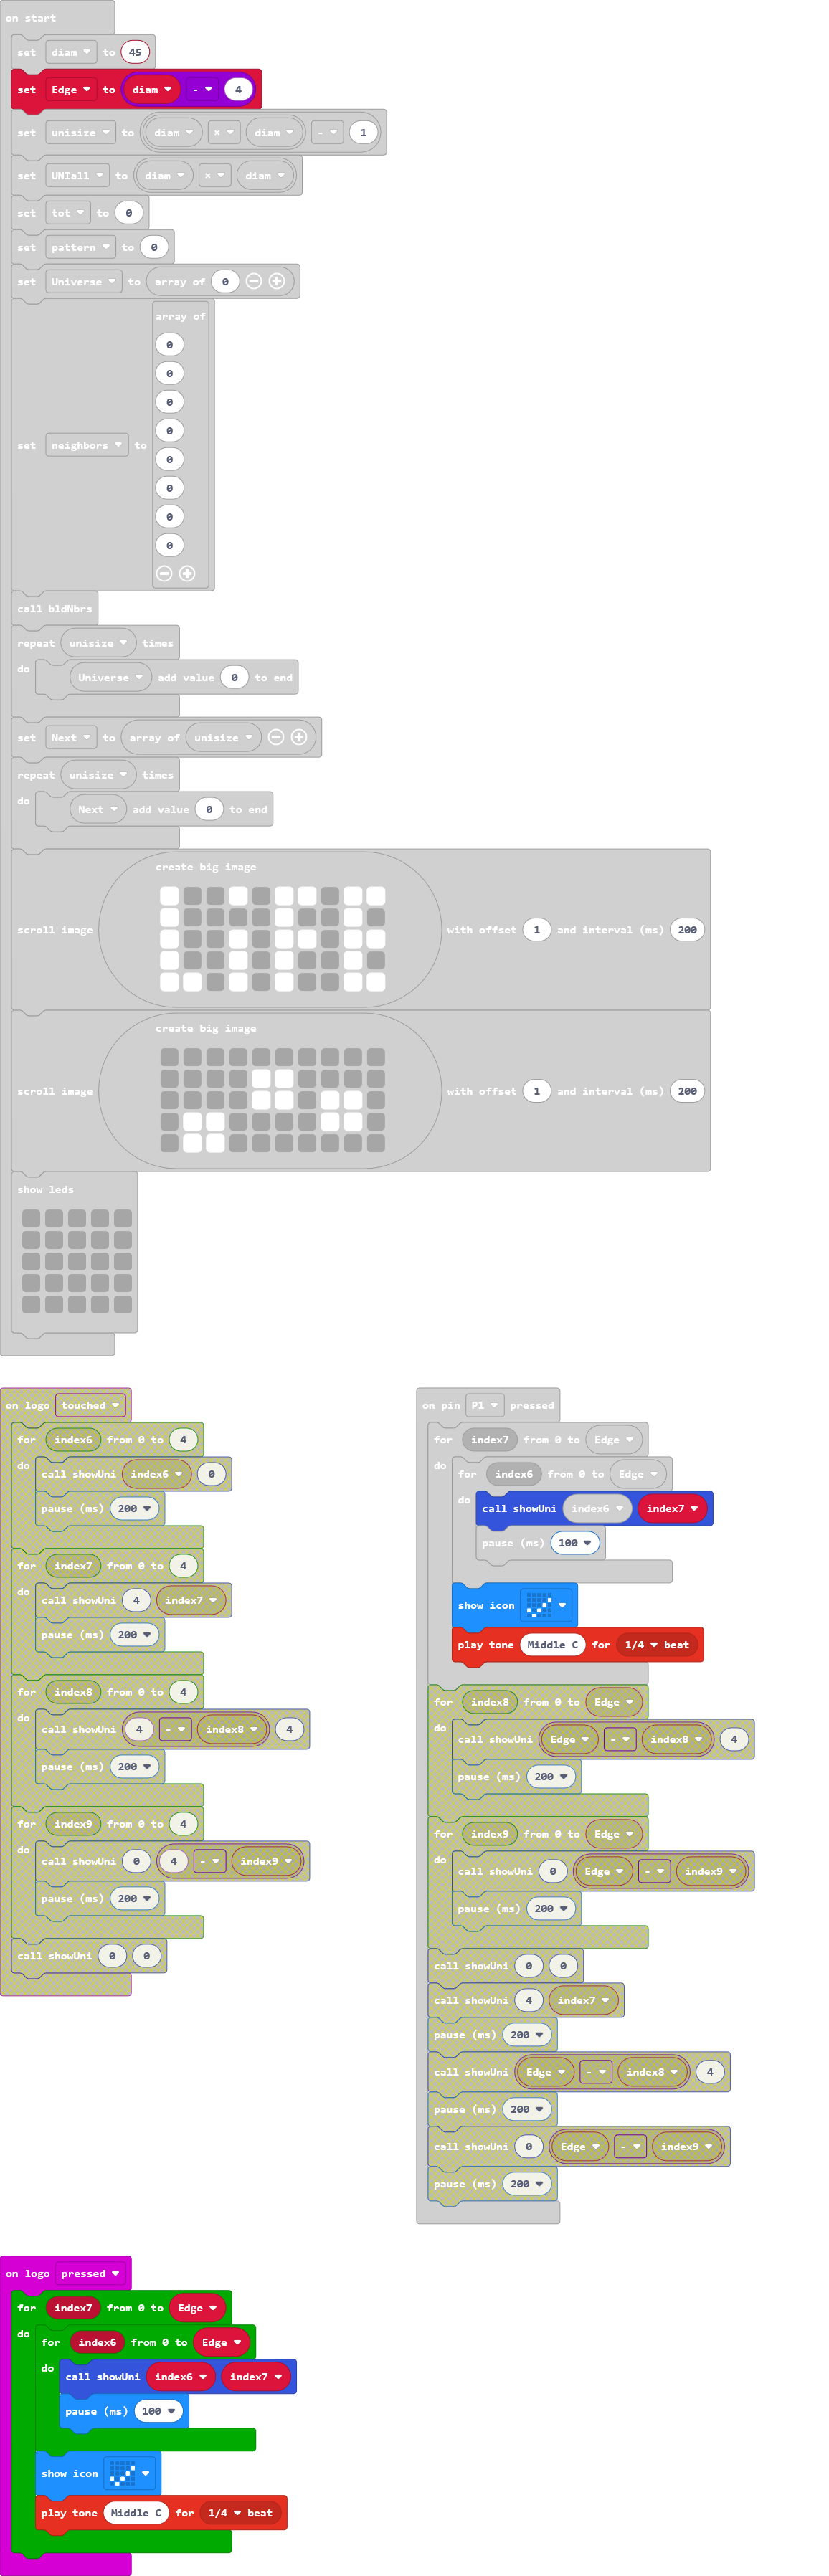 on start
set diam to 45
set Edge to diam - 4
set unisize to diam × diam - 1
set UNIall to diam × diam
set tot to 0
set pattern to 0
set Universe to array of 0
array of
0
0
0
0
set neighbors to
0
0
0
0
call bldNbrs
repeat unisize times
do
Universe add value 0 to end
set Next to array of unisize
repeat unisize times
do
Next add value 0 to end
create big image
scroll image with offset 1 and interval (ms) 200
create big image
scroll image with offset 1 and interval (ms) 200
show leds
on logo touched
for index6 from 0 to 4
do
call showUni index6 0
pause (ms) 200
for index7 from 0 to 4
do
call showUni 4 index7
pause (ms) 200
for index8 from 0 to 4
do
call showUni 4 - index8 4
pause (ms) 200
for index9 from 0 to 4
do
call showUni 0 4 - index9
pause (ms) 200
call showUni 0 0
on pin P1 pressed
for index7 from 0 to Edge
do
for index6 from 0 to Edge
do
call showUni index6 index7
pause (ms) 100
show icon
play tone Middle C for 1/4 beat
for index8 from 0 to Edge
do
call showUni Edge - index8 4
pause (ms) 200
for index9 from 0 to Edge
do
call showUni 0 Edge - index9
pause (ms) 200
call showUni 0 0
call showUni 4 index7
pause (ms) 200
call showUni Edge - index8 4
pause (ms) 200
call showUni 0 Edge - index9
pause (ms) 200
on logo pressed
for index7 from 0 to Edge
do
for index6 from 0 to Edge
do
call showUni index6 index7
pause (ms) 100
show icon
play tone Middle C for 1/4 beat